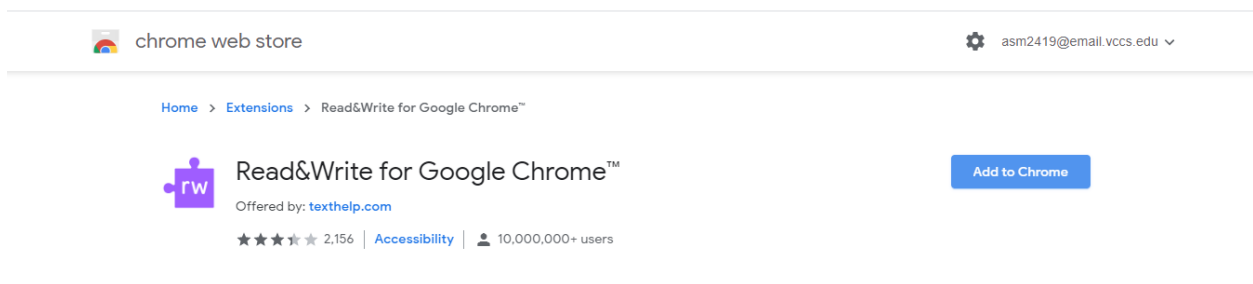 chrome web store
asm2419@email.vccs.edu
Home > Extensions > Read&Write for Google Chrome™
rw
Read&Write for Google Chrome™
Add to Chrome
Offered by: texthelp.com
2,156 | Accessibility | 10,000,000+ users